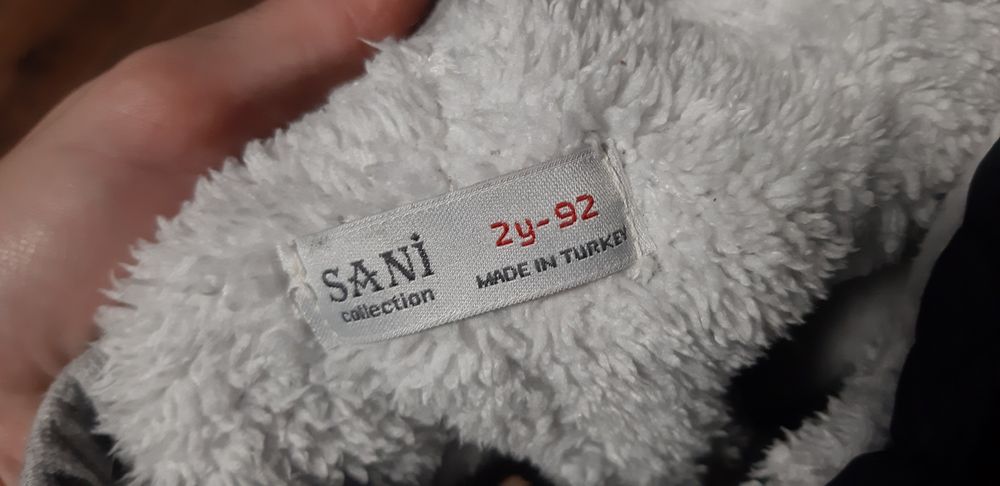 SANİ
collection
2y-92
MADE IN TURKEY